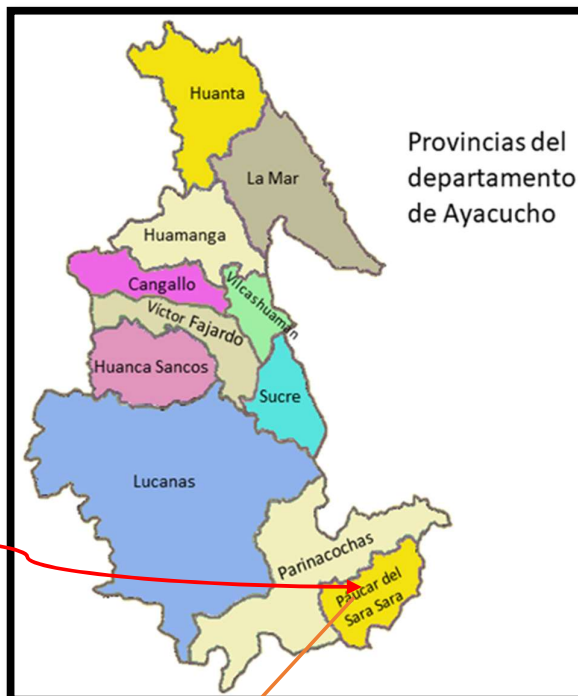 Huanta
Provincias del
departamento
de Ayacucho
La Mar
Huamanga
Cangallo
Vilcashuamán
Víctor Fajardo
Huanca Sancos
Sucre
Lucanas
Parinacochas
Paucar del
Sara Sara